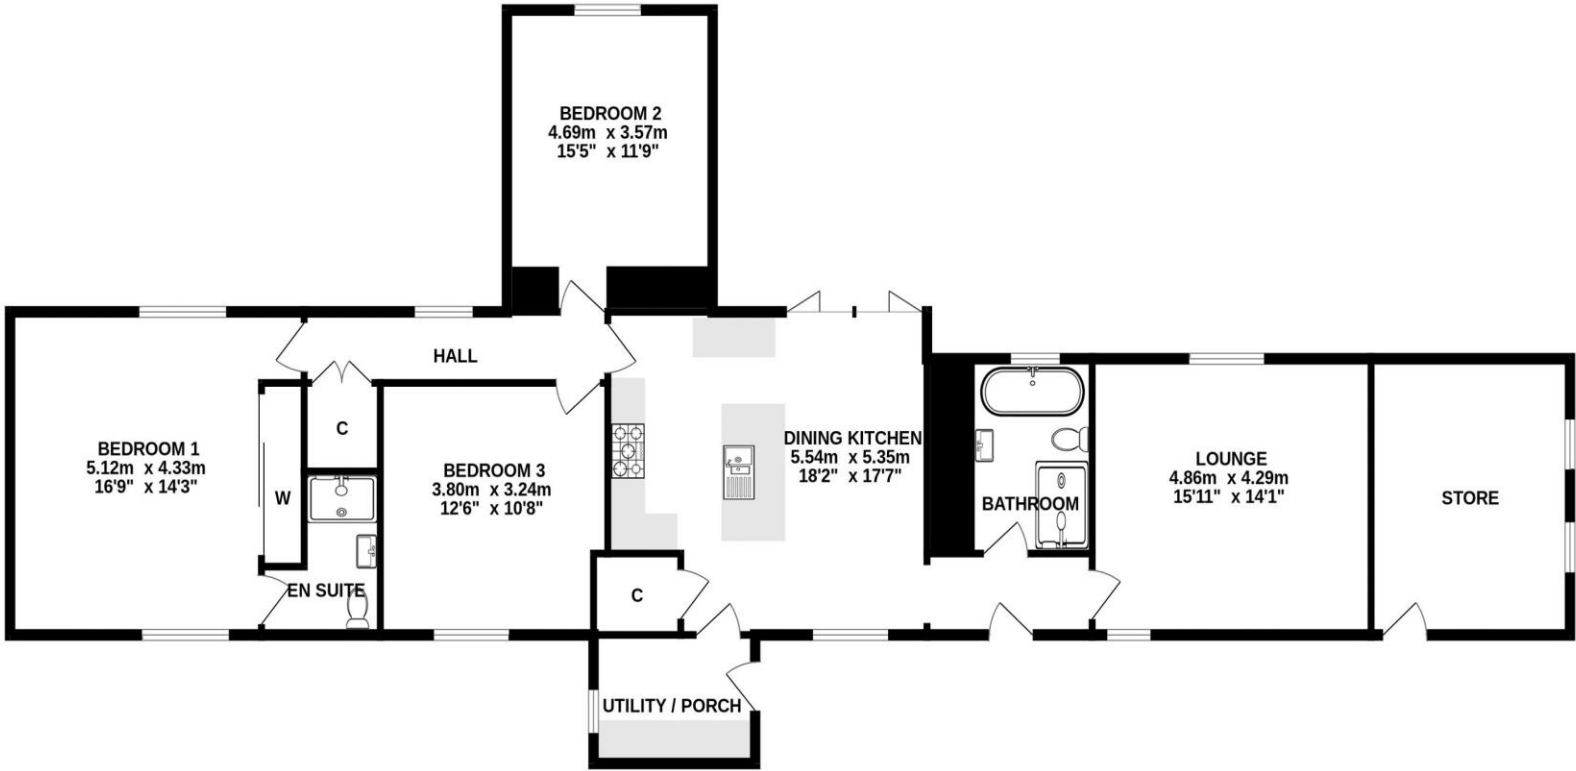 BEDROOM 2
4.69m x 3.57m
15'5" x 11'9"
HALL
BEDROOM 1
5.12m x 4.33m
16'9" x 14'3"
C
W
EN SUITE
BEDROOM 3
3.80m x 3.24m
12'6" x 10'8"
DINING KITCHEN
5.54m x 5.35m
18'2" x 17'7"
C
UTILITY / PORCH
BATHROOM
LOUNGE
4.86m x 4.29m
15'11" x 14'1"
STORE